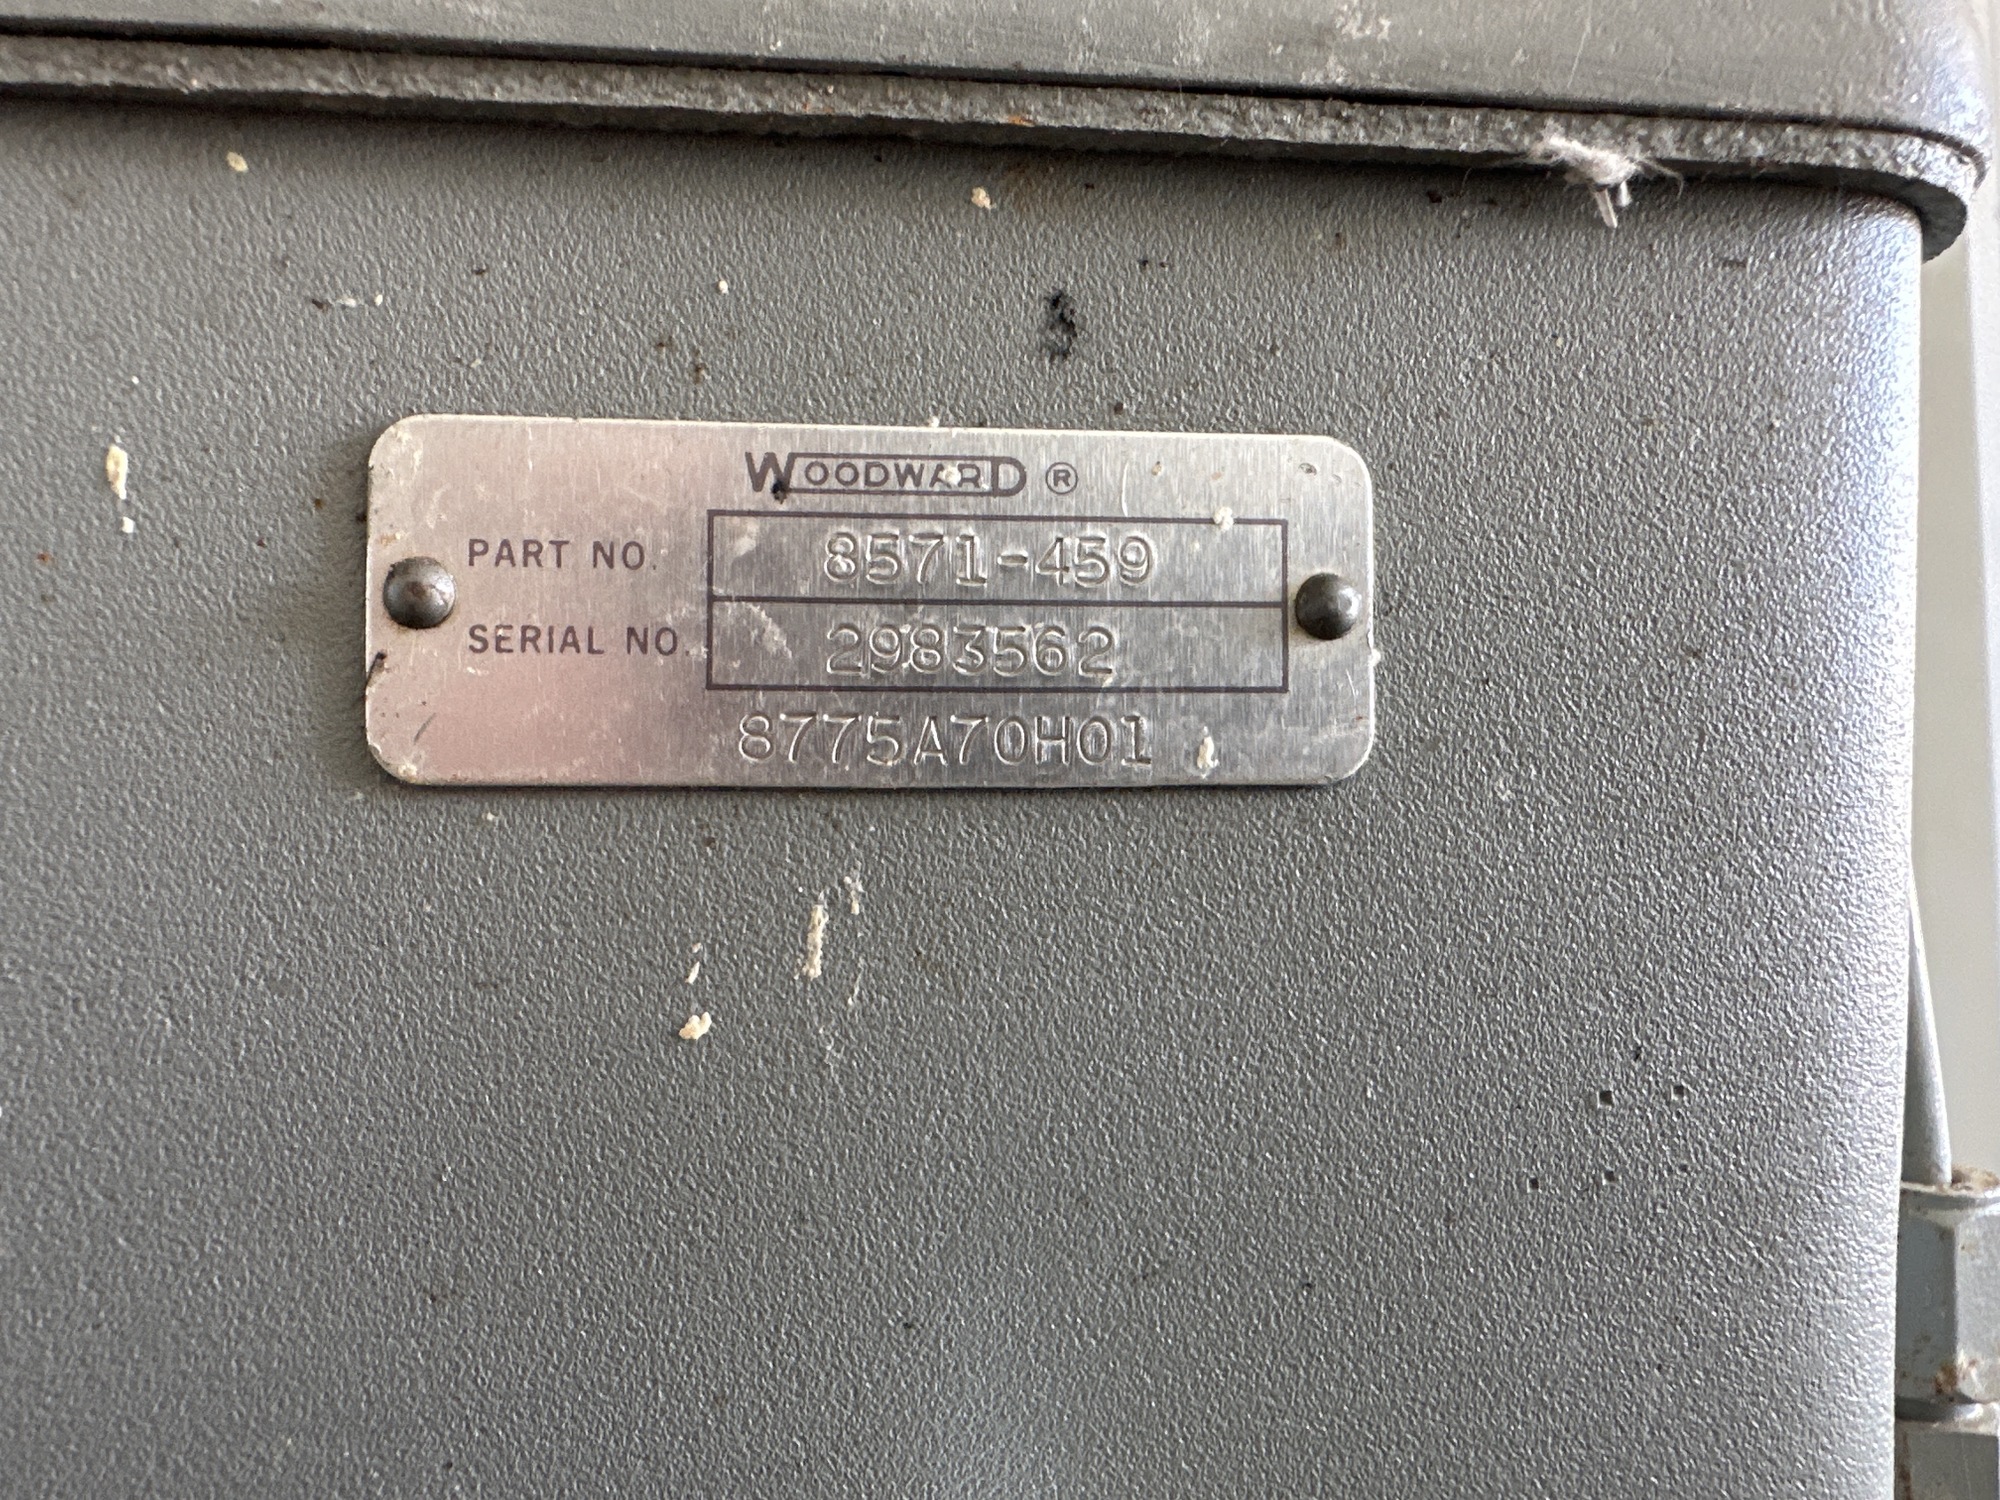 WOODWARD ®
PART NO. 8571-459
SERIAL NO. 2983562
8775A70H01